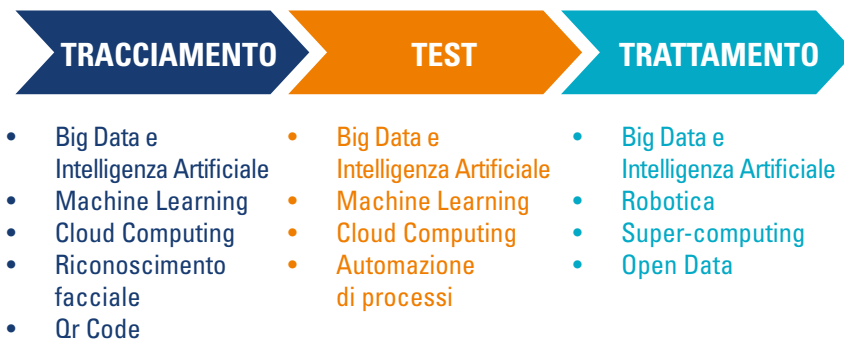 TRACCIAMENTO
TEST
TRATTAMENTO
• Big Data e
Intelligenza Artificiale
• Machine Learning
• Cloud Computing
• Riconoscimento
facciale
• Qr Code
• Big Data e
Intelligenza Artificiale
• Machine Learning
• Cloud Computing
• Automazione
di processi
• Big Data e
Intelligenza Artificiale
• Robotica
• Super-computing
• Open Data